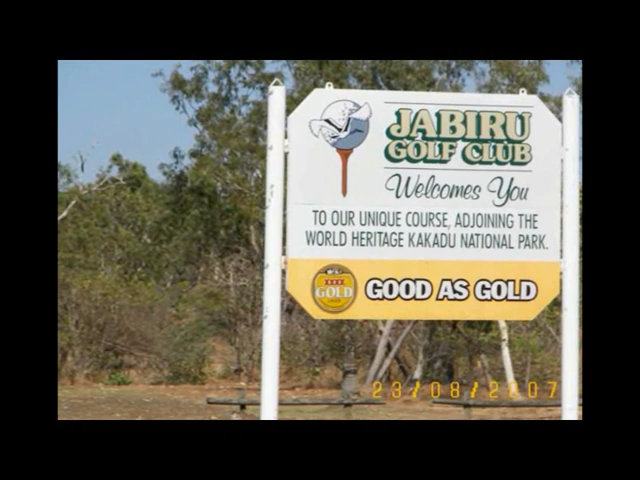 JABIRU
GOLF CLUB
Welcomes You
TO OUR UNIQUE COURSE, ADJOINING THE
WORLD HERITAGE KAKADU NATIONAL PARK.
XXXX
GOLD
GOOD AS GOLD
23/08/2007